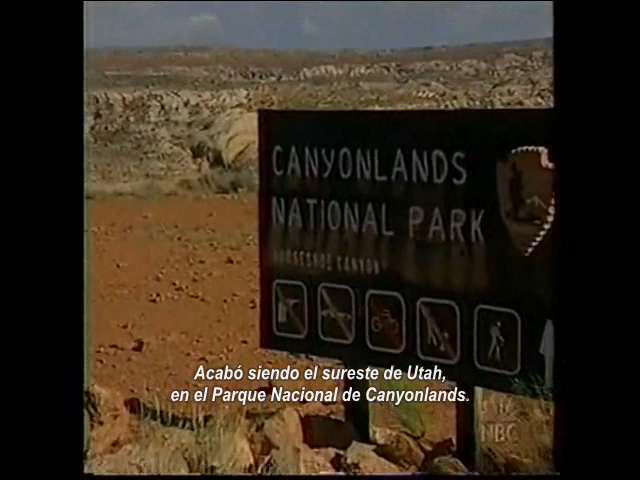 CANYONLANDS
NATIONAL PARK
HORSESHOE CANYON
Acabó siendo el sureste de Utah,
en el Parque Nacional de Canyonlands.
NBC